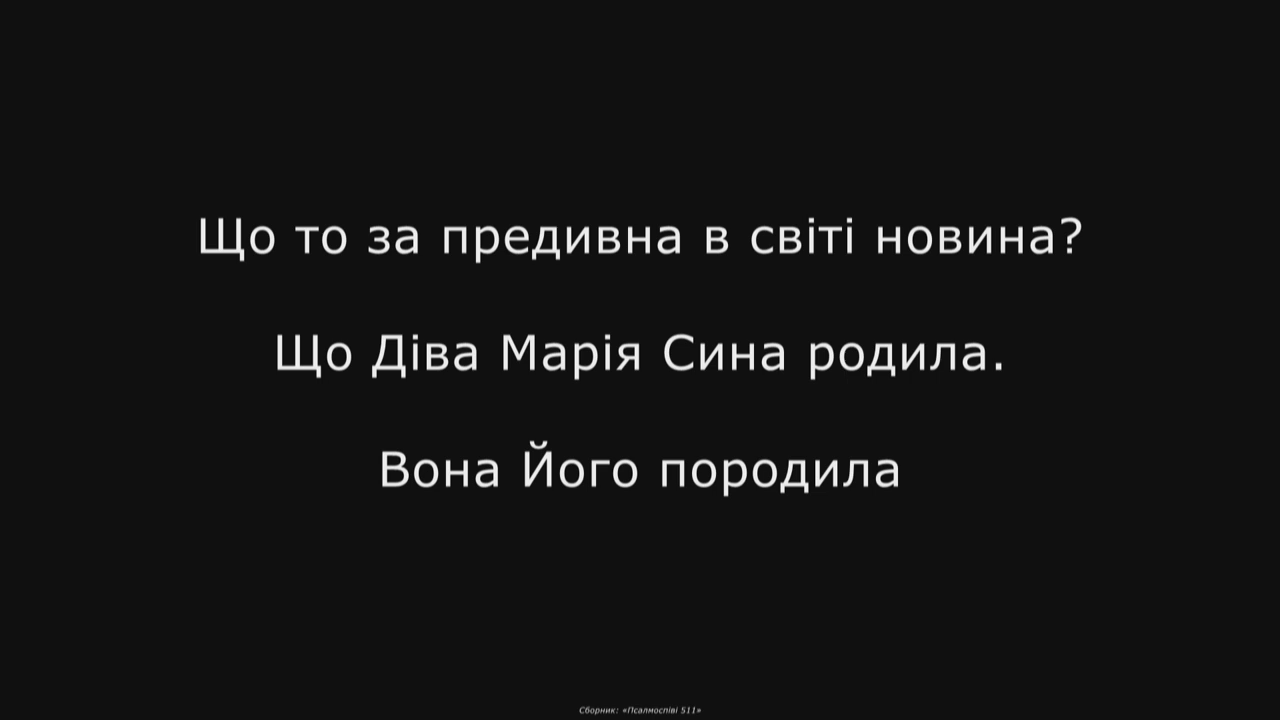 Що то за предивна в світі новина?
Що Діва Марія Сина родила.
Вона Його породила
Сборник: «Псалмоспіві 511»